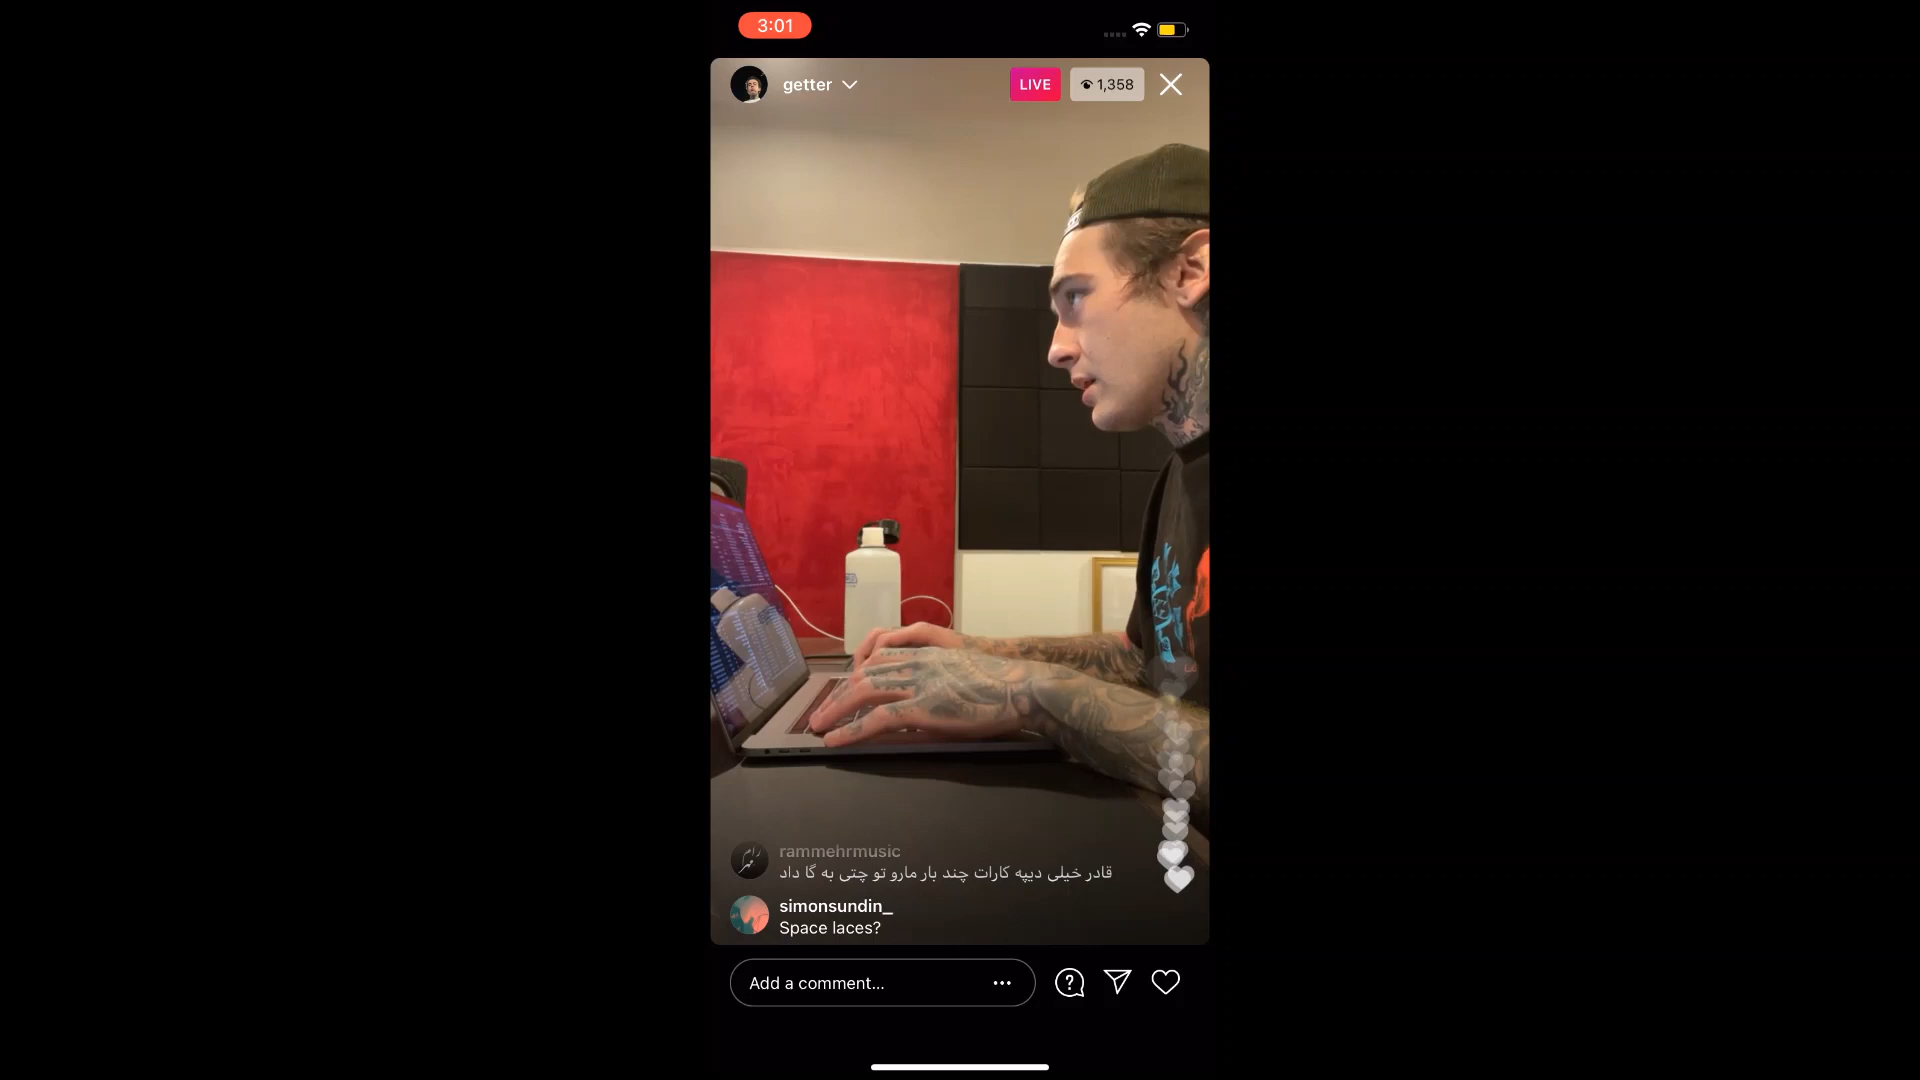 3:01
getter
LIVE
1,358
rammehrmusic
قادر خیلی دیپه کارات چند بار مارو تو چتی به گا داد
simonsundin_
Space laces?
Add a comment...